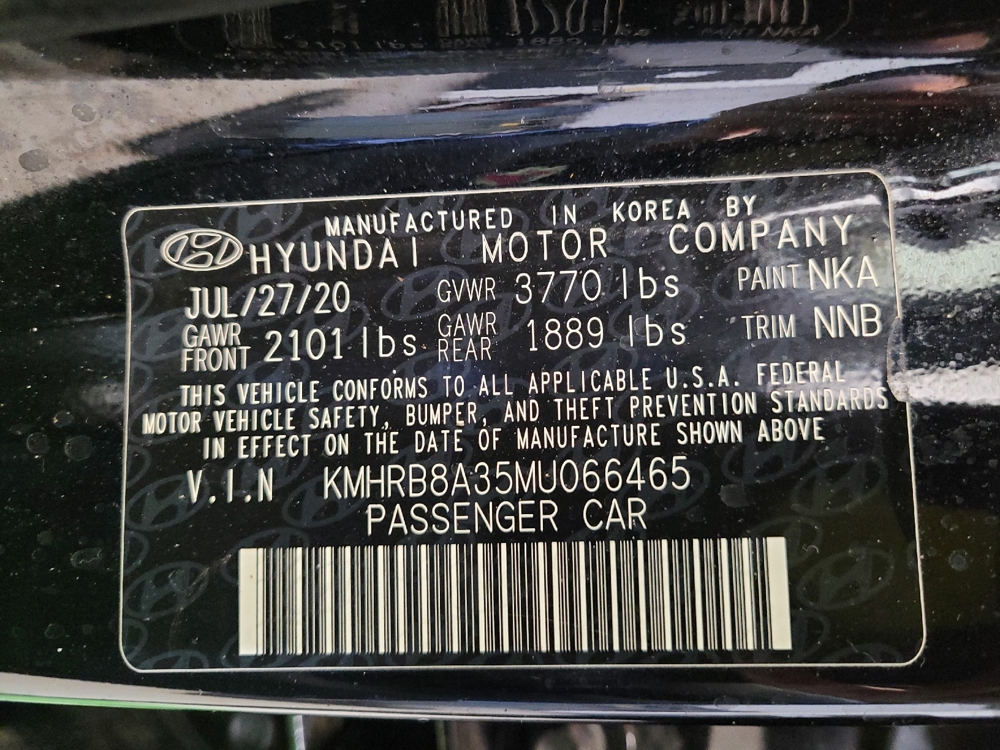 MANUFACTURED IN KOREA BY
HYUNDAI MOTOR COMPANY
JUL/27/20 GVWR 3770 lbs PAINT NKA
GAWR FRONT 2101 lbs GAWR REAR 1889 lbs TRIM NNB
THIS VEHICLE CONFORMS TO ALL APPLICABLE U.S.A. FEDERAL
MOTOR VEHICLE SAFETY, BUMPER, AND THEFT PREVENTION STANDARDS
IN EFFECT ON THE DATE OF MANUFACTURE SHOWN ABOVE
V.I.N KMHRB8A35MU066465
PASSENGER CAR